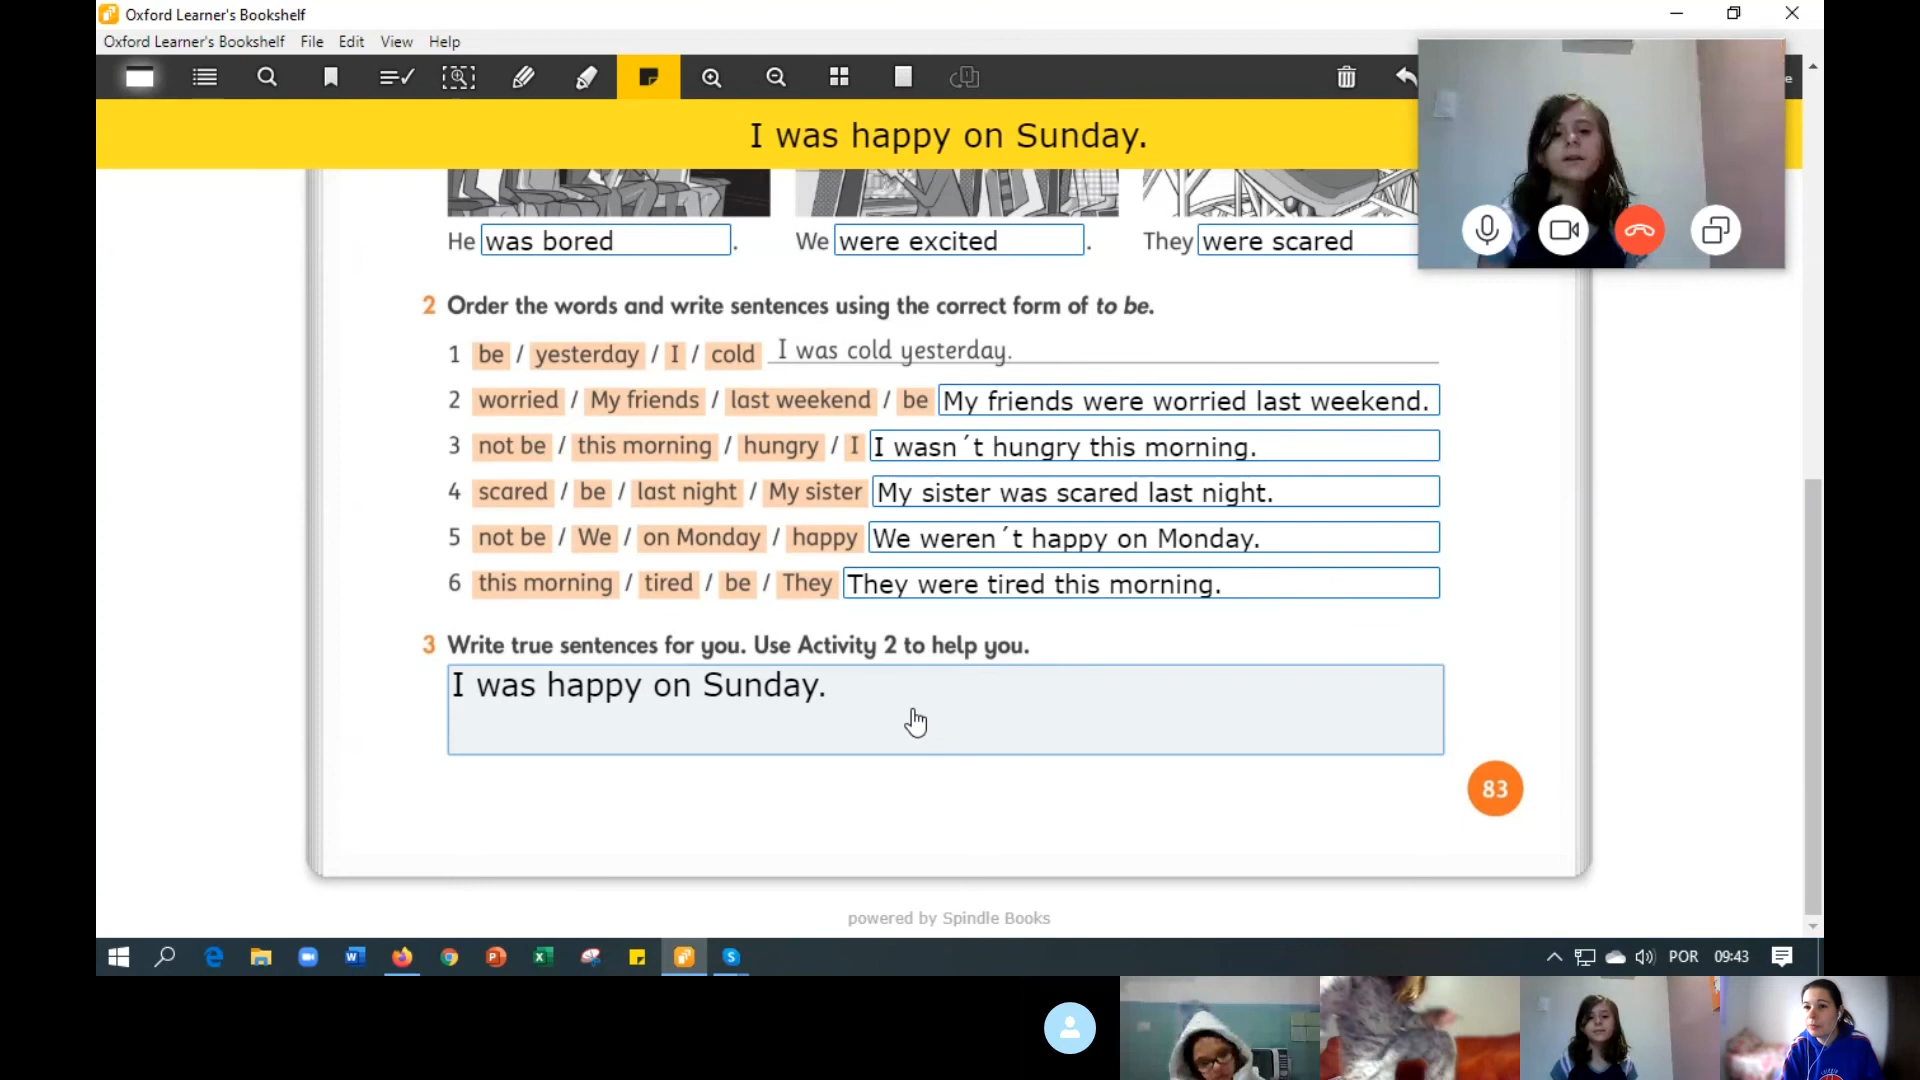 Oxford Learner's Bookshelf
Oxford Learner's Bookshelf File Edit View Help
I was happy on Sunday.
He was bored . We were excited . They were scared
2 Order the words and write sentences using the correct form of to be.
1 be / yesterday / I / cold I was cold yesterday.
2 worried / My friends / last weekend / be My friends were worried last weekend.
3 not be / this morning / hungry / I I wasn´t hungry this morning.
4 scared / be / last night / My sister My sister was scared last night.
5 not be / We / on Monday / happy We weren´t happy on Monday.
6 this morning / tired / be / They They were tired this morning.
3 Write true sentences for you. Use Activity 2 to help you.
I was happy on Sunday.
83
powered by Spindle Books
POR 09:43